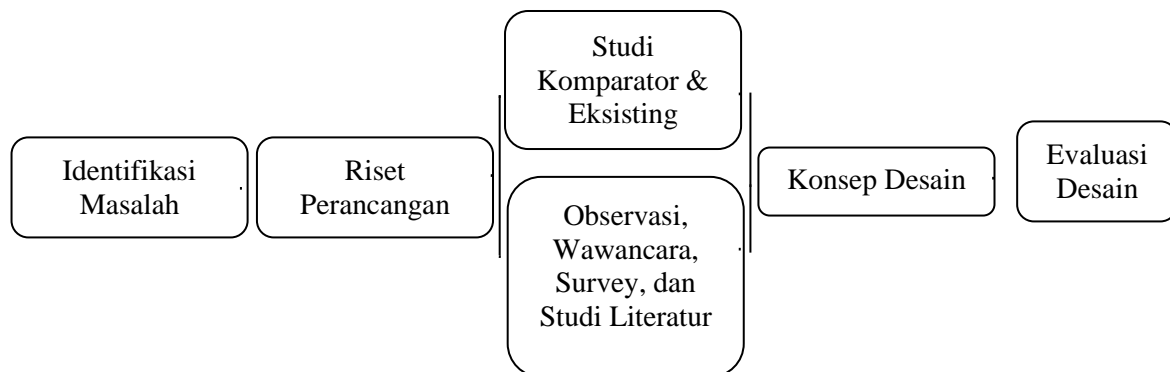 Identifikasi
Masalah
Riset
Perancangan
Studi
Komparator &
Eksisting
Observasi,
Wawancara,
Survey, dan
Studi Literatur
Konsep Desain
Evaluasi
Desain